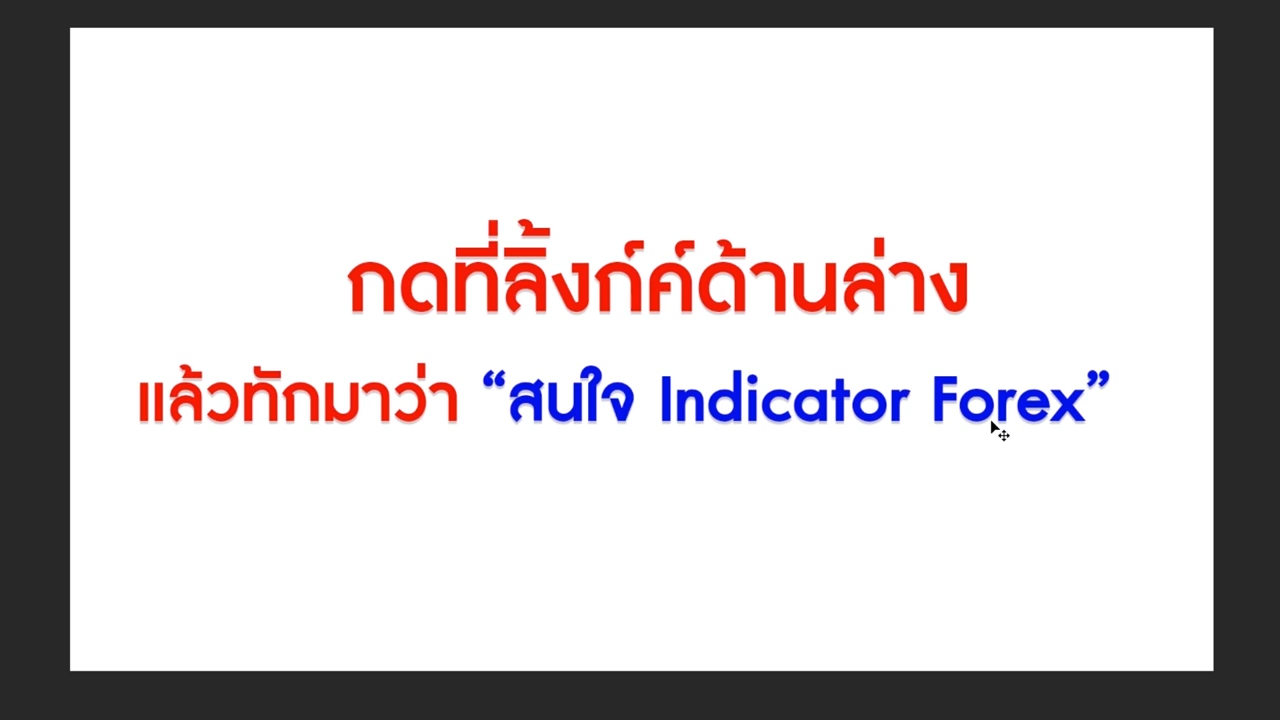 กดที่ลิ้งก์ค์ด้านล่าง
แล้วทักมาว่า “สนใจ Indicator Forex”